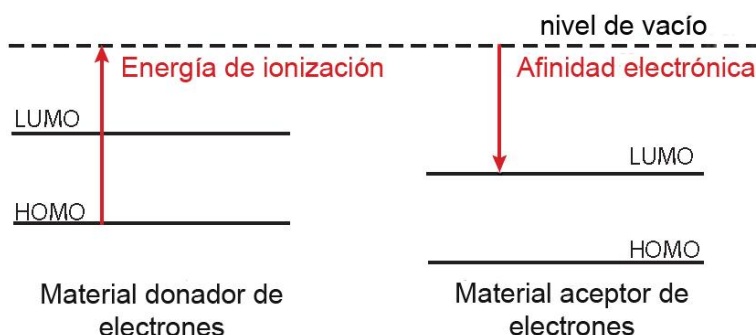 nivel de vacío
Energía de ionización
Afinidad electrónica
LUMO
LUMO
HOMO
HOMO
Material donador de
electrones
Material aceptor de
electrones